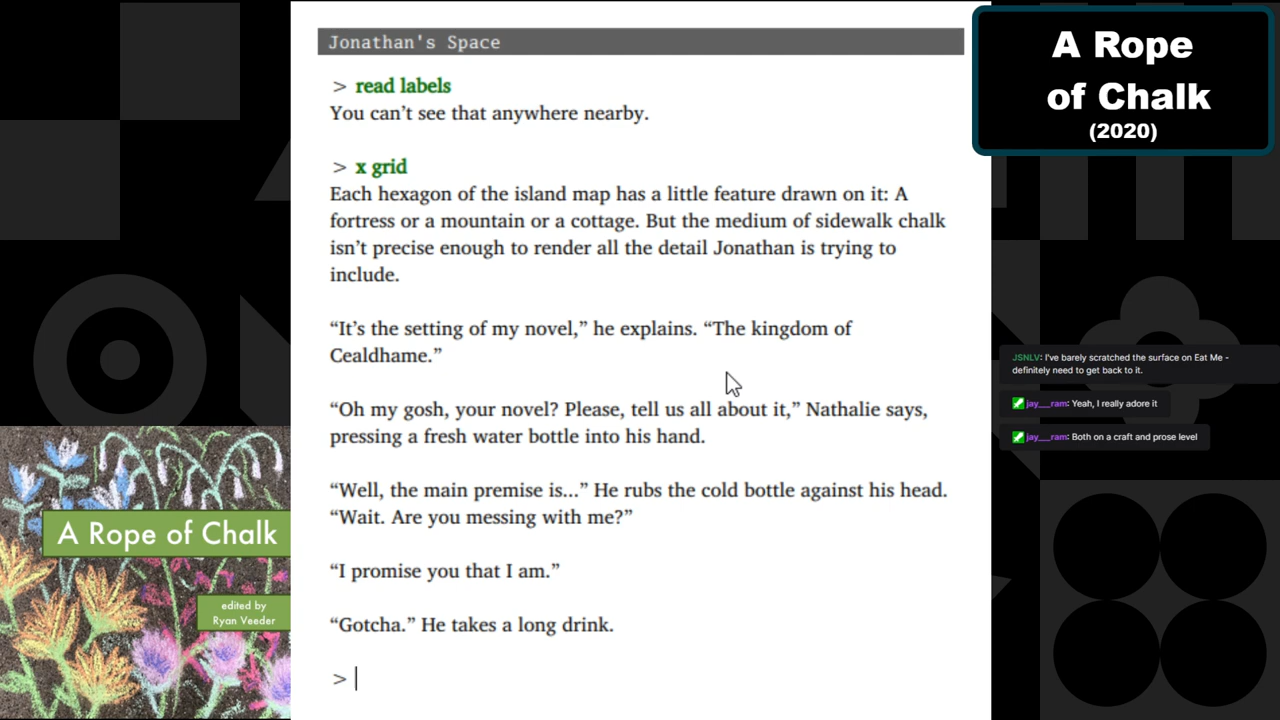 Jonathan's Space
> read labels
You can’t see that anywhere nearby.
> x grid
Each hexagon of the island map has a little feature drawn on it: A
fortress or a mountain or a cottage. But the medium of sidewalk chalk
isn’t precise enough to render all the detail Jonathan is trying to
include.
“It’s the setting of my novel,” he explains. “The kingdom of
Cealdhame.”
“Oh my gosh, your novel? Please, tell us all about it,” Nathalie says,
pressing a fresh water bottle into his hand.
“Well, the main premise is...” He rubs the cold bottle against his head.
“Wait. Are you messing with me?”
“I promise you that I am.”
“Gotcha.” He takes a long drink.
>
A Rope
of Chalk
(2020)
JSNLV: I've barely scratched the surface on Eat Me -
definitely need to get back to it.
jay__ram: Yeah, I really adore it
jay__ram: Both on a craft and prose level
A Rope of Chalk
edited by
Ryan Veeder